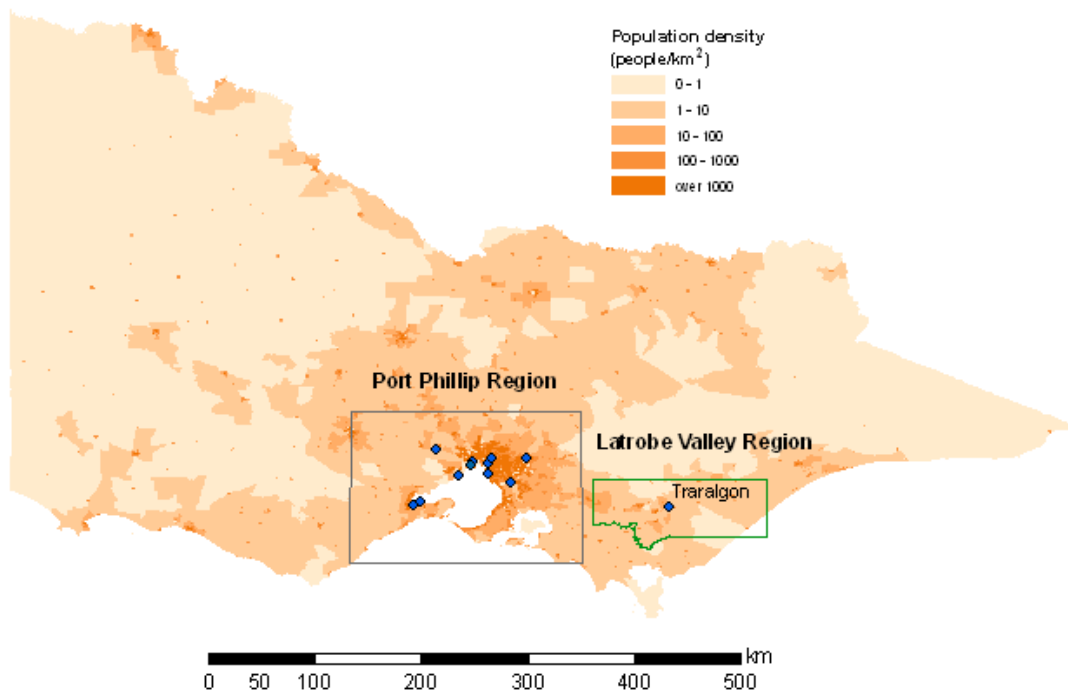 Population density
(people/km²)
0 - 1
1 - 10
10 - 100
100 - 1000
over 1000
Port Phillip Region
Latrobe Valley Region
Traralgon
km
0 50 100 200 300 400 500